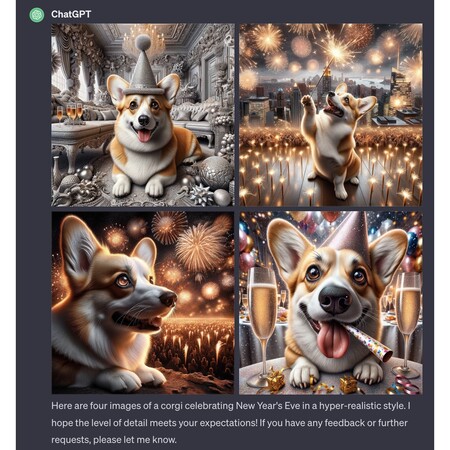 ChatGPT
Here are four images of a corgi celebrating New Year's Eve in a hyper-realistic style. I
hope the level of detail meets your expectations! If you have any feedback or further
requests, please let me know.